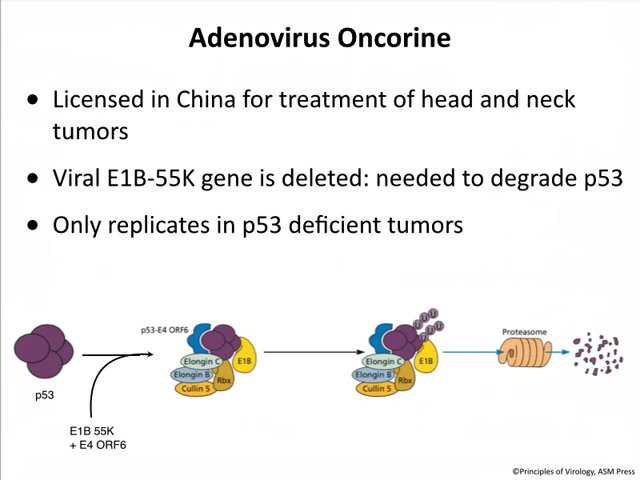 Adenovirus Oncorine
● Licensed in China for treatment of head and neck
tumors
● Viral E1B-55K gene is deleted: needed to degrade p53
● Only replicates in p53 deficient tumors
p53
E1B 55K
+ E4 ORF6
p53-E4 ORF6
E1B
Elongin C
Elongin B
Rbx
Cullin 5
U U U U U
E1B
Elongin C
Elongin B
Rbx
Cullin 5
Proteasome
©Principles of Virology, ASM Press